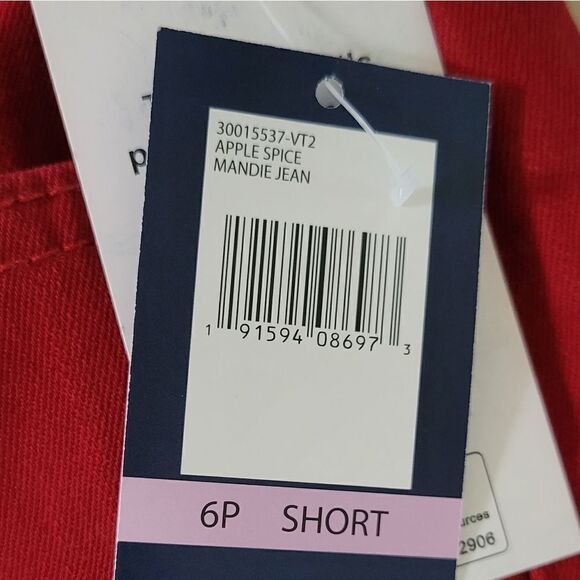 30015537-VT2
APPLE SPICE
MANDIE JEAN
1 91594 08697 3
6P SHORT
2906